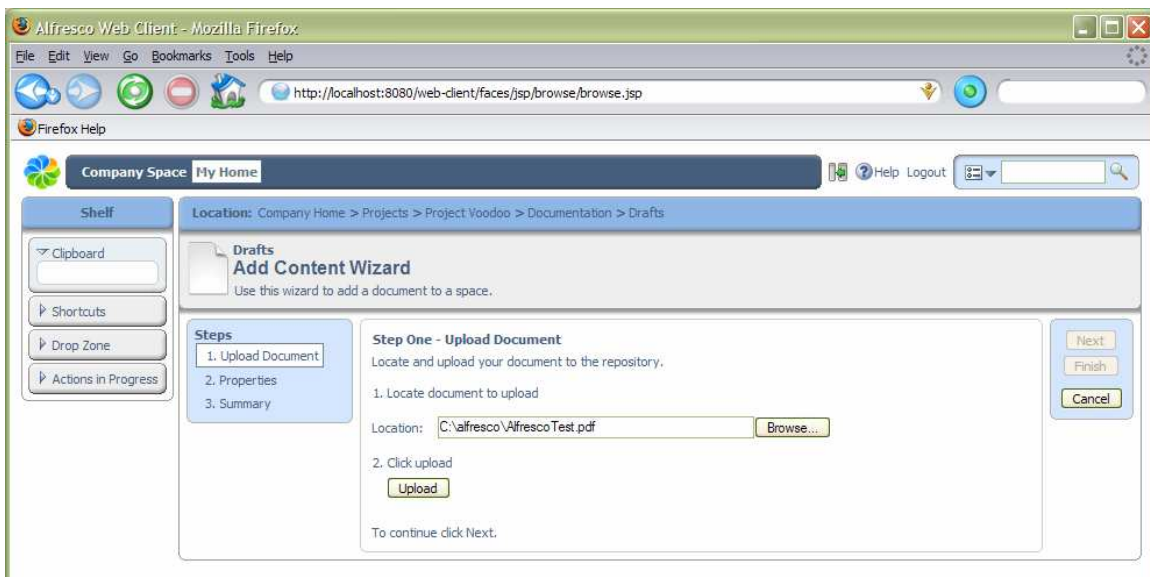 Alfresco Web Client - Mozilla Firefox
File Edit View Go Bookmarks Tools Help
http://localhost:8080/web-client/faces/jsp/browse/browse.jsp
Firefox Help
Company Space My Home
Help Logout
Shelf
Location: Company Home > Projects > Project Voodoo > Documentation > Drafts
Clipboard
Shortcuts
Drop Zone
Actions in Progress
Drafts
Add Content Wizard
Use this wizard to add a document to a space.
Steps
1. Upload Document
2. Properties
3. Summary
Step One - Upload Document
Locate and upload your document to the repository.
1. Locate document to upload
Location: C:\alfresco\AlfrescoTest.pdf Browse...
2. Click upload
Upload
To continue click Next.
Next
Finish
Cancel